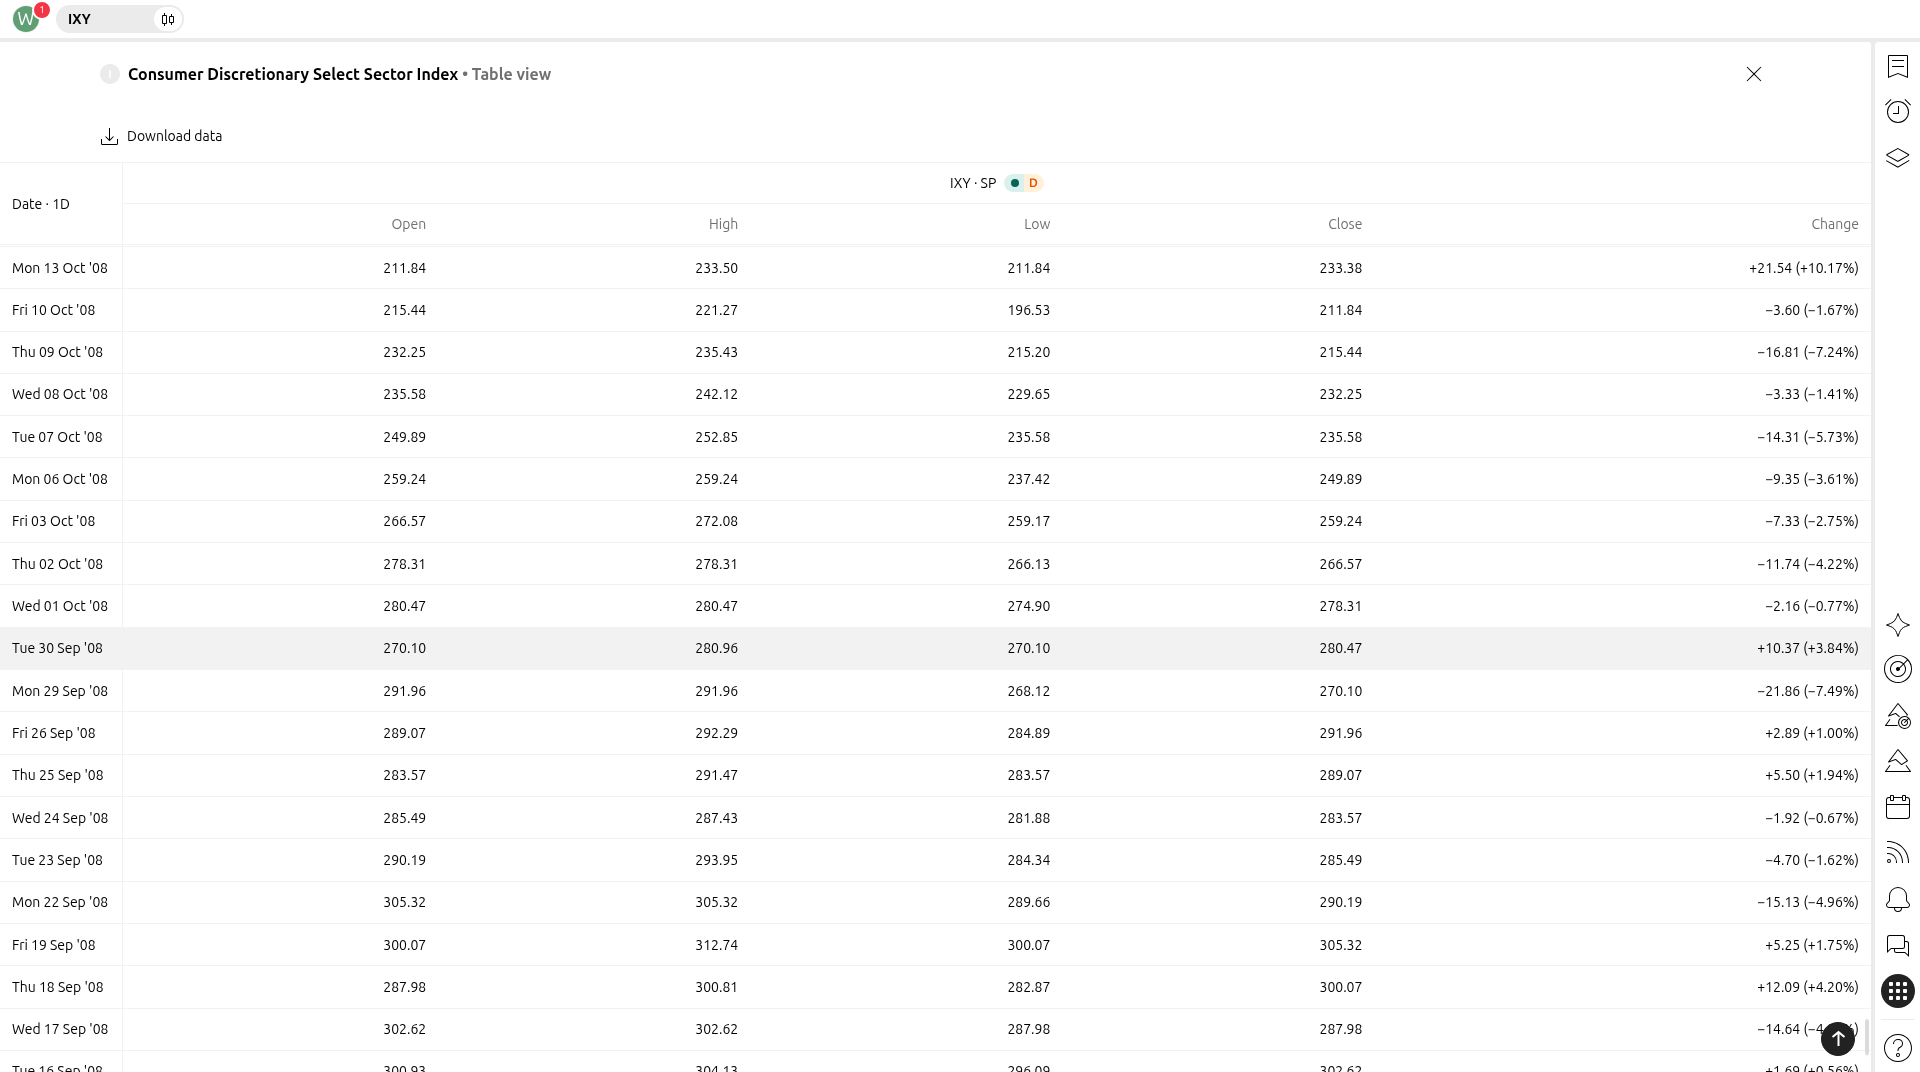 W 1 IXY
I Consumer Discretionary Select Sector Index • Table view
Download data
IXY · SP D
Date · 1D
Open High Low Close Change
Mon 13 Oct '08 211.84 233.50 211.84 233.38 +21.54 (+10.17%)
Fri 10 Oct '08 215.44 221.27 196.53 211.84 −3.60 (−1.67%)
Thu 09 Oct '08 232.25 235.43 215.20 215.44 −16.81 (−7.24%)
Wed 08 Oct '08 235.58 242.12 229.65 232.25 −3.33 (−1.41%)
Tue 07 Oct '08 249.89 252.85 235.58 235.58 −14.31 (−5.73%)
Mon 06 Oct '08 259.24 259.24 237.42 249.89 −9.35 (−3.61%)
Fri 03 Oct '08 266.57 272.08 259.17 259.24 −7.33 (−2.75%)
Thu 02 Oct '08 278.31 278.31 266.13 266.57 −11.74 (−4.22%)
Wed 01 Oct '08 280.47 280.47 274.90 278.31 −2.16 (−0.77%)
Tue 30 Sep '08 270.10 280.96 270.10 280.47 +10.37 (+3.84%)
Mon 29 Sep '08 291.96 291.96 268.12 270.10 −21.86 (−7.49%)
Fri 26 Sep '08 289.07 292.29 284.89 291.96 +2.89 (+1.00%)
Thu 25 Sep '08 283.57 291.47 283.57 289.07 +5.50 (+1.94%)
Wed 24 Sep '08 285.49 287.43 281.88 283.57 −1.92 (−0.67%)
Tue 23 Sep '08 290.19 293.95 284.34 285.49 −4.70 (−1.62%)
Mon 22 Sep '08 305.32 305.32 289.66 290.19 −15.13 (−4.96%)
Fri 19 Sep '08 300.07 312.74 300.07 305.32 +5.25 (+1.75%)
Thu 18 Sep '08 287.98 300.81 282.87 300.07 +12.09 (+4.20%)
Wed 17 Sep '08 302.62 302.62 287.98 287.98 −14.64
Tue 16 Sep '08 300.93 304.13 296.09 302.62 +1.69 (+0.56%)